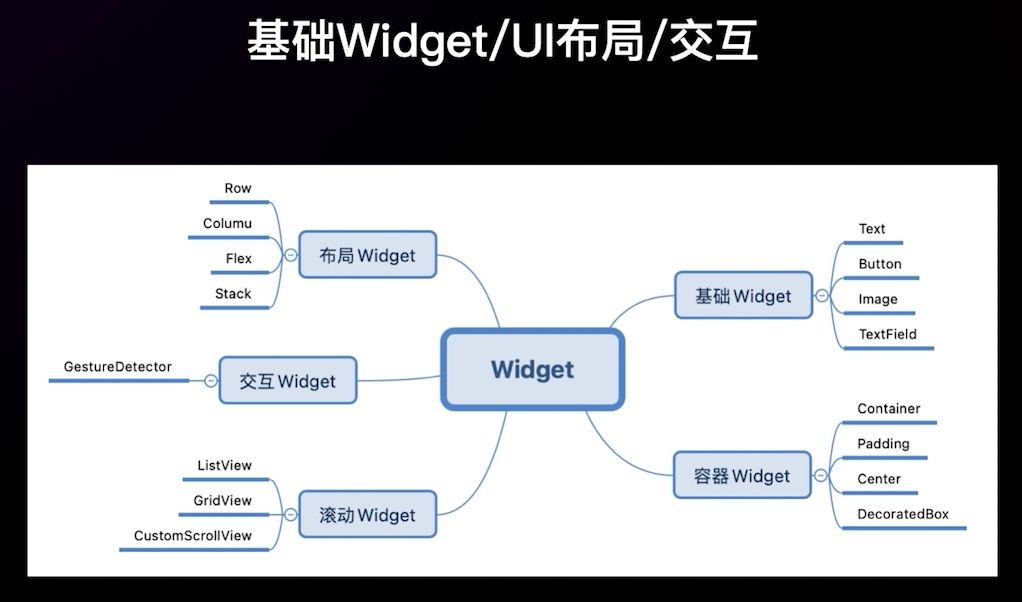 基础Widget/UI布局/交互
Row
Columu
Flex
Stack
布局 Widget
GestureDetector
交互 Widget
ListView
GridView
CustomScrollView
滚动 Widget
Widget
基础 Widget
Text
Button
Image
TextField
容器 Widget
Container
Padding
Center
DecoratedBox